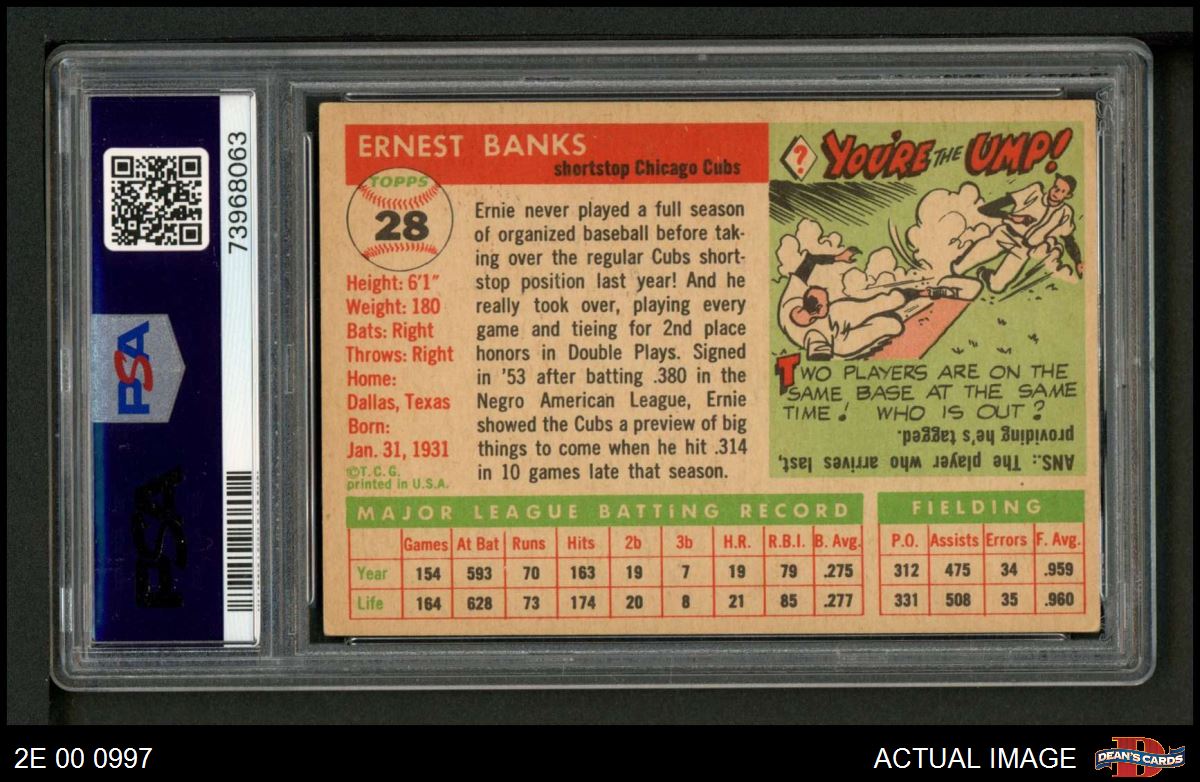 73968063
PSA
PSA
ERNEST BANKS
shortstop Chicago Cubs
TOPPS
28
Height: 6'1"
Weight: 180
Bats: Right
Throws: Right
Home:
Dallas, Texas
Born:
Jan. 31, 1931
©T.C.G.
printed in U.S.A.
Ernie never played a full season
of organized baseball before tak-
ing over the regular Cubs short-
stop position last year! And he
really took over, playing every
game and tieing for 2nd place
honors in Double Plays. Signed
in '53 after batting .380 in the
Negro American League, Ernie
showed the Cubs a preview of big
things to come when he hit .314
in 10 games late that season.
? YOU'RE THE UMP!
TWO PLAYERS ARE ON THE
SAME BASE AT THE SAME
TIME! WHO IS OUT?
ANS.: The player who arrives last,
providing he's tagged.
MAJOR LEAGUE BATTING RECORD
Games At Bat Runs Hits 2b 3b H.R. R.B.I. B. Avg.
Year 154 593 70 163 19 7 19 79 .275
Life 164 628 73 174 20 8 21 85 .277
FIELDING
P.O. Assists Errors F. Avg.
312 475 34 .959
331 508 35 .960
2E 00 0997
ACTUAL IMAGE
D
DEAN'S CARDS